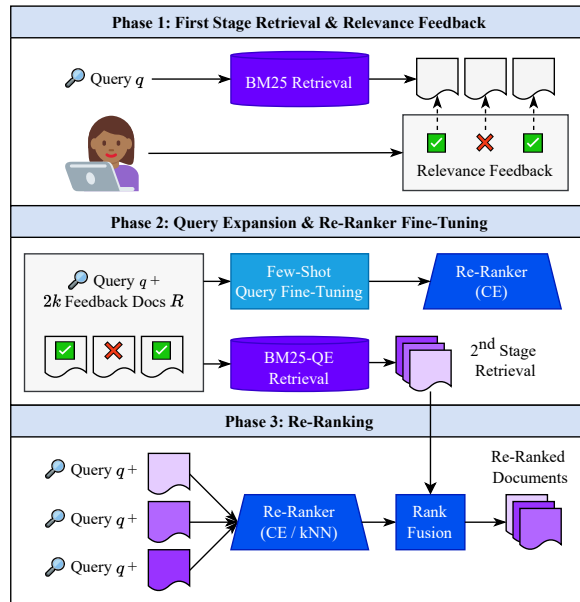 Phase 1: First Stage Retrieval & Relevance Feedback
Query q
BM25 Retrieval
Relevance Feedback
Phase 2: Query Expansion & Re-Ranker Fine-Tuning
Query q +
2k Feedback Docs R
Few-Shot
Query Fine-Tuning
Re-Ranker
(CE)
BM25-QE
Retrieval
2nd Stage
Retrieval
Phase 3: Re-Ranking
Query q +
Query q +
Query q +
Re-Ranker
(CE / kNN)
Rank
Fusion
Re-Ranked
Documents